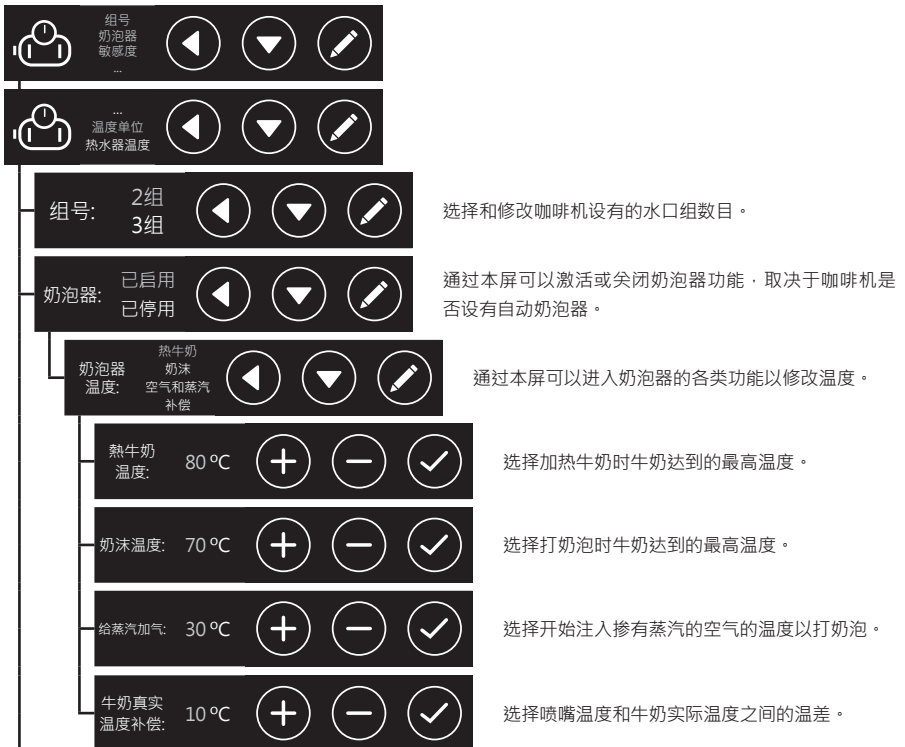 组号
奶泡器
敏感度
...
...
温度单位
热水器温度
组号:
2组
3组
选择和修改咖啡机设有的水口组数目。
奶泡器:
已启用
已停用
通过本屏可以激活或关闭奶泡器功能，取决于咖啡机是
否设有自动奶泡器。
奶泡器
温度:
热牛奶
奶沫
空气和蒸汽
补偿
通过本屏可以进入奶泡器的各类功能以修改温度。
熱牛奶
温度:
80 ºC
选择加热牛奶时牛奶达到的最高温度。
奶沫温度:
70 ºC
选择打奶泡时牛奶达到的最高温度。
给蒸汽加气:
30 ºC
选择开始注入掺有蒸汽的空气的温度以打奶泡。
牛奶真实
温度补偿:
10 ºC
选择喷嘴温度和牛奶实际温度之间的温差。